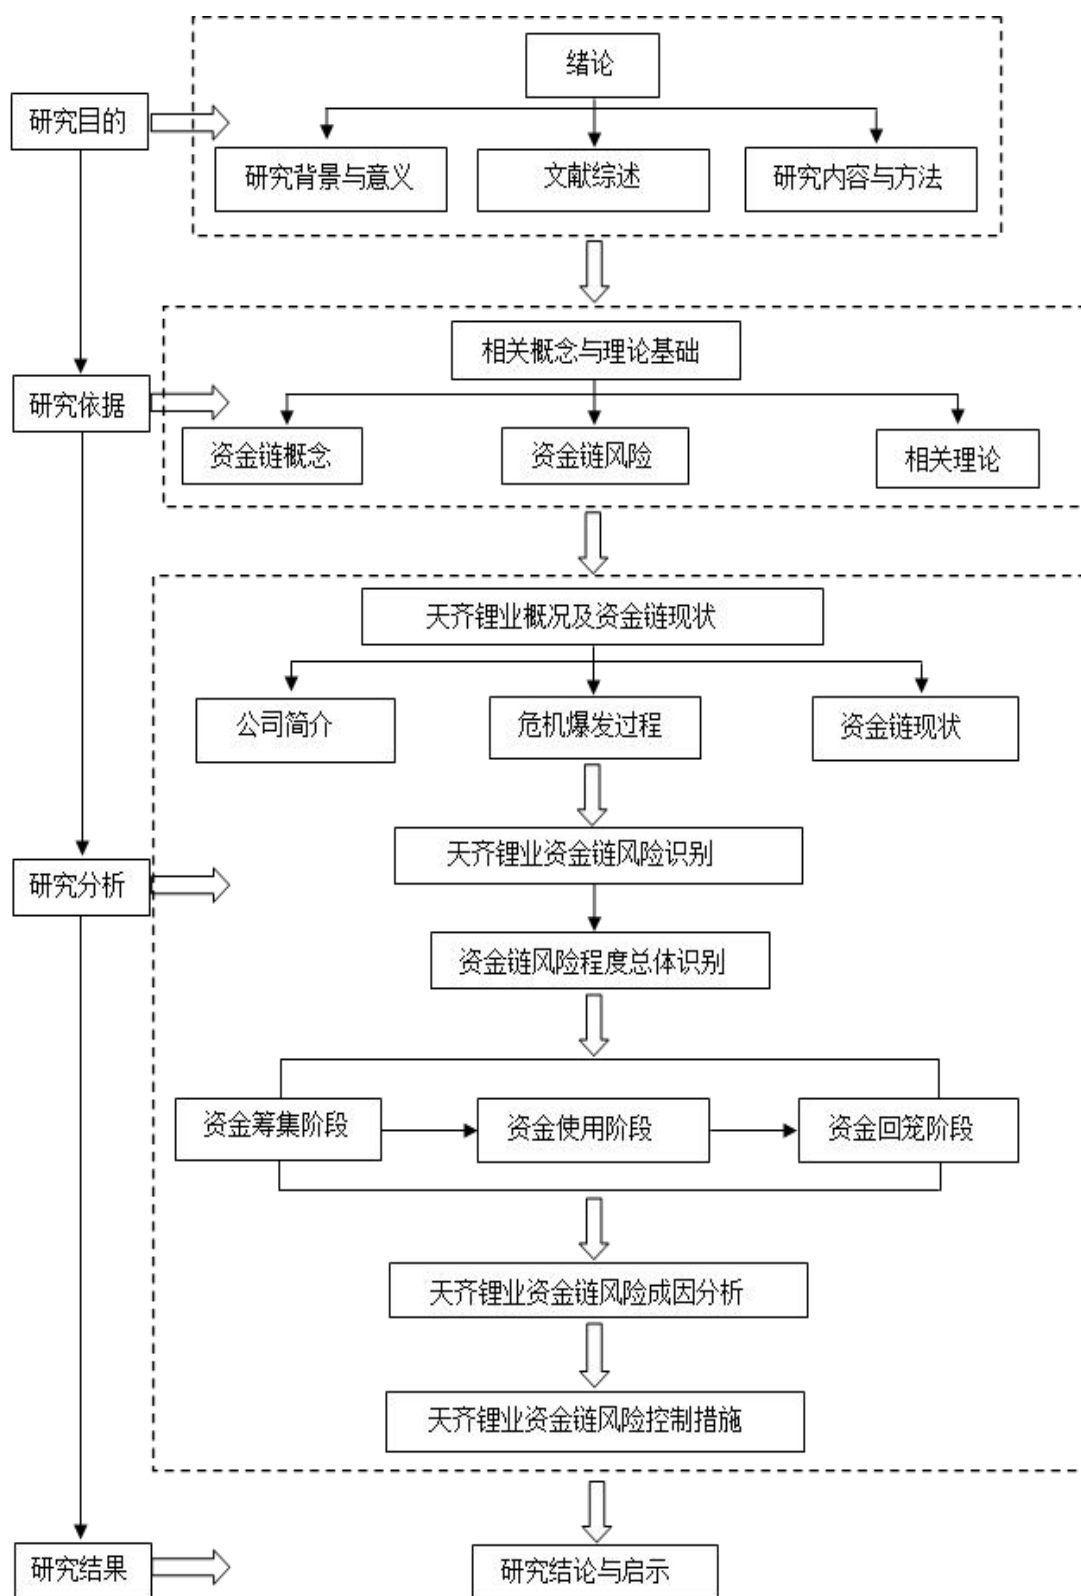 绪论
研究目的
研究背景与意义
文献综述
研究内容与方法
相关概念与理论基础
研究依据
资金链概念
资金链风险
相关理论
天齐锂业概况及资金链现状
公司简介
危机爆发过程
资金链现状
天齐锂业资金链风险识别
研究分析
资金链风险程度总体识别
资金筹集阶段
资金使用阶段
资金回笼阶段
天齐锂业资金链风险成因分析
天齐锂业资金链风险控制措施
研究结果
研究结论与启示